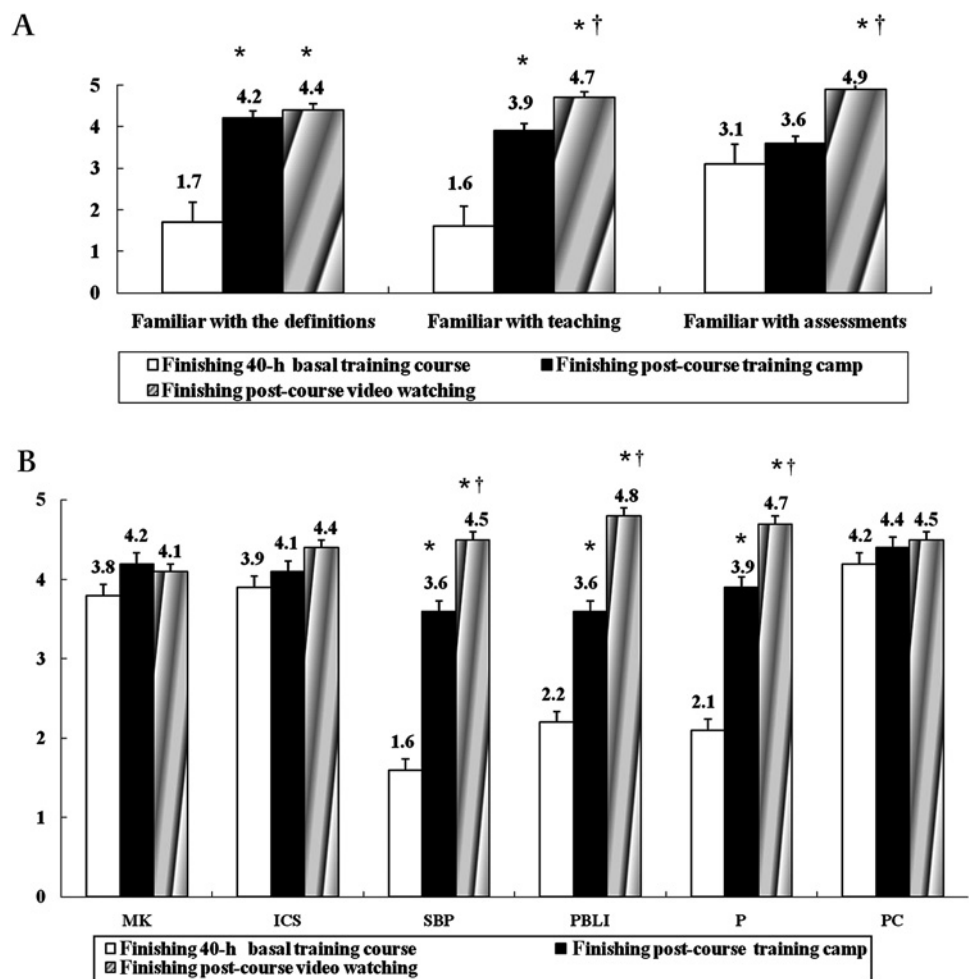 A
* * * * † * †
1.7 4.2 4.4 1.6 3.9 4.7 3.1 3.6 4.9
5
4
3
2
1
0
Familiar with the definitions Familiar with teaching Familiar with assessments
Finishing 40-h basal training course Finishing post-course training camp
Finishing post-course video watching
B
* † * † * †
* * *
3.8 4.2 4.1 3.9 4.1 4.4 1.6 3.6 4.5 2.2 3.6 4.8 2.1 3.9 4.7 4.2 4.4 4.5
5
4
3
2
1
0
MK ICS SBP PBLI P PC
Finishing 40-h basal training course Finishing post-course training camp
Finishing post-course video watching